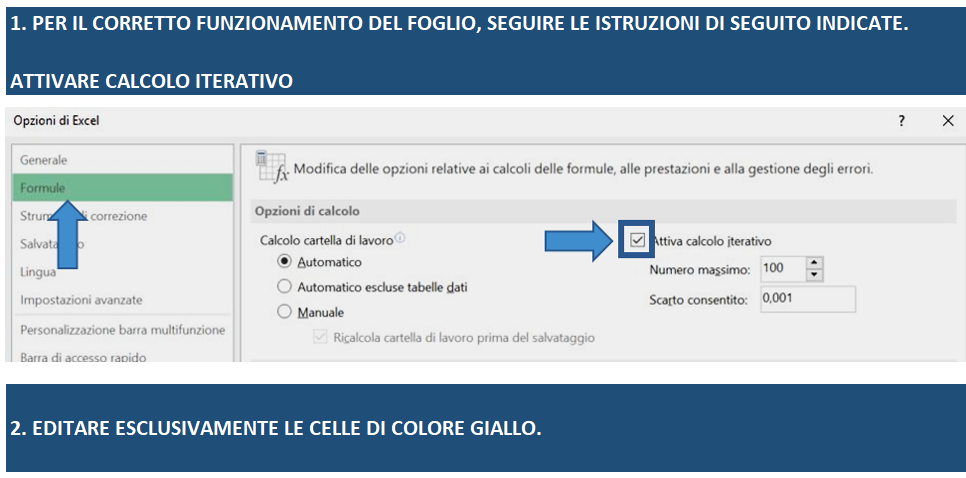 1. PER IL CORRETTO FUNZIONAMENTO DEL FOGLIO, SEGUIRE LE ISTRUZIONI DI SEGUITO INDICATE.
ATTIVARE CALCOLO ITERATIVO
Opzioni di Excel ?
Generale
Formule
correzione
Lingua
Impostazioni avanzate
Personalizzazione barra multifunzione
Barra di accesso rapido
Modifica delle opzioni relative ai calcoli delle formule, alle prestazioni e alla gestione degli errori.
Opzioni di calcolo
Calcolo cartella di lavoro
Automatico
Automatico escluse tabelle dati
Manuale
Ricalcola cartella di lavoro prima del salvataggio
Attiva calcolo iterativo
Numero massimo: 100
Scarto consentito: 0,001
2. EDITARE ESCLUSIVAMENTE LE CELLE DI COLORE GIALLO.